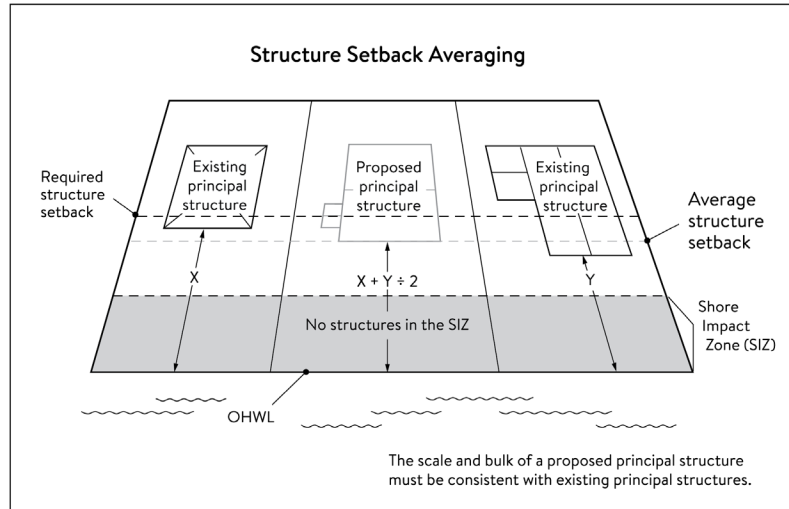 Structure Setback Averaging
Required
structure
setback
Existing
principal
structure
Proposed
principal
structure
Existing
principal
structure
Average
structure
setback
X
X + Y ÷ 2
Y
No structures in the SIZ
Shore
Impact
Zone (SIZ)
OHWL
The scale and bulk of a proposed principal structure
must be consistent with existing principal structures.